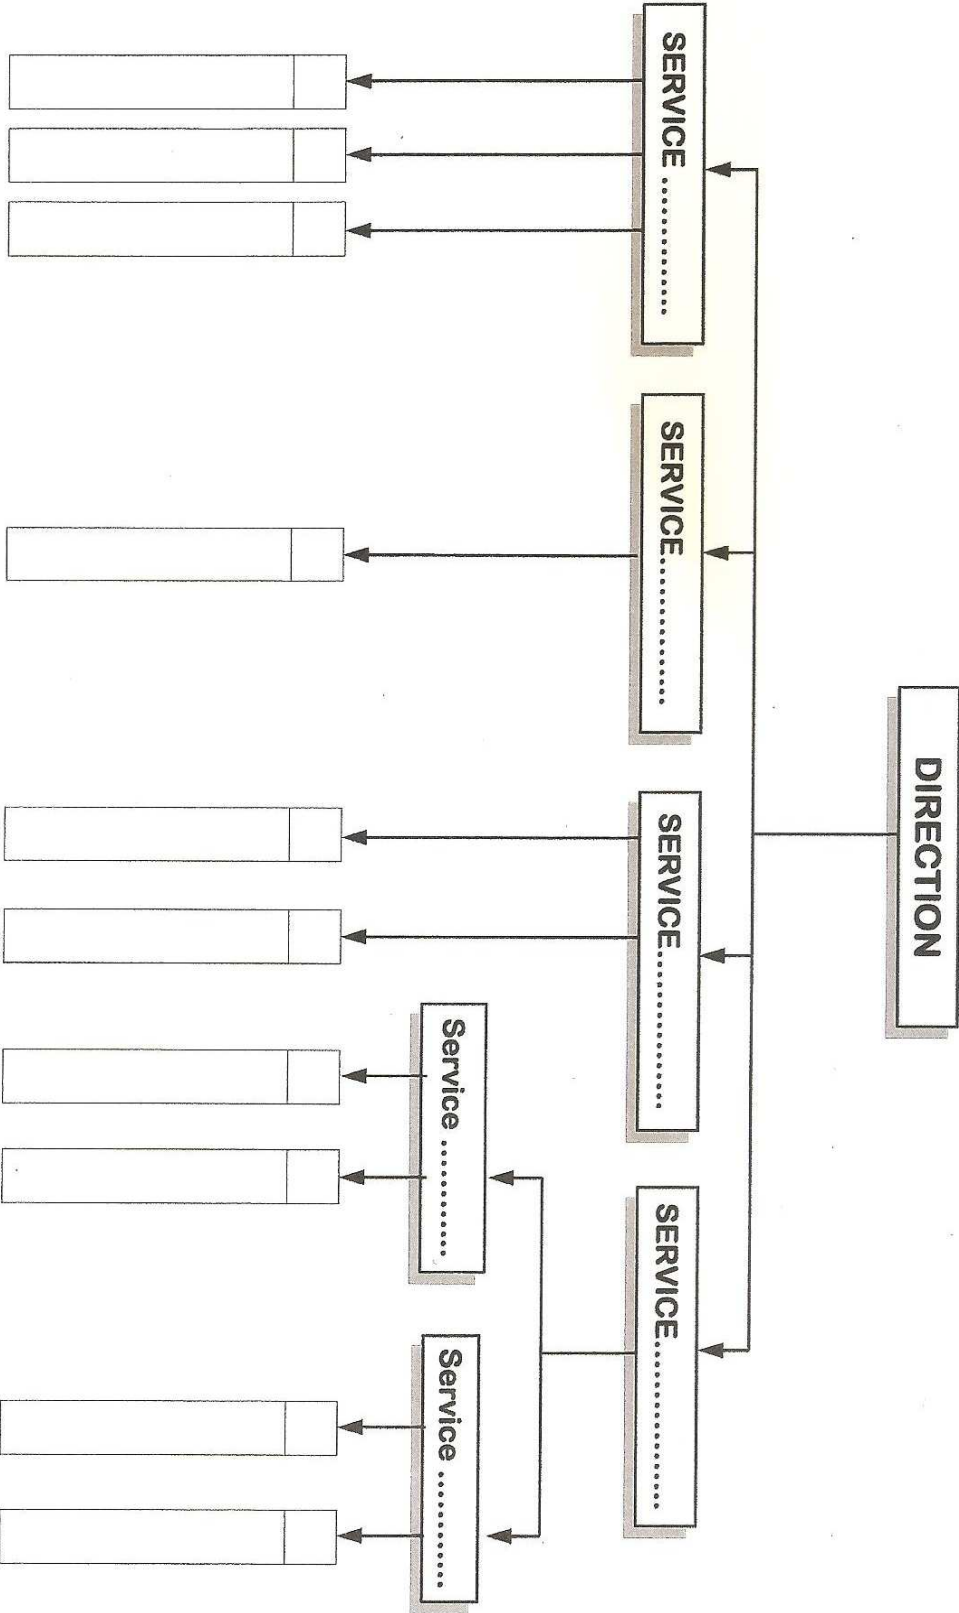 DIRECTION
SERVICE ...............
SERVICE.................
SERVICE..................
SERVICE...................
Service .............
Service .............